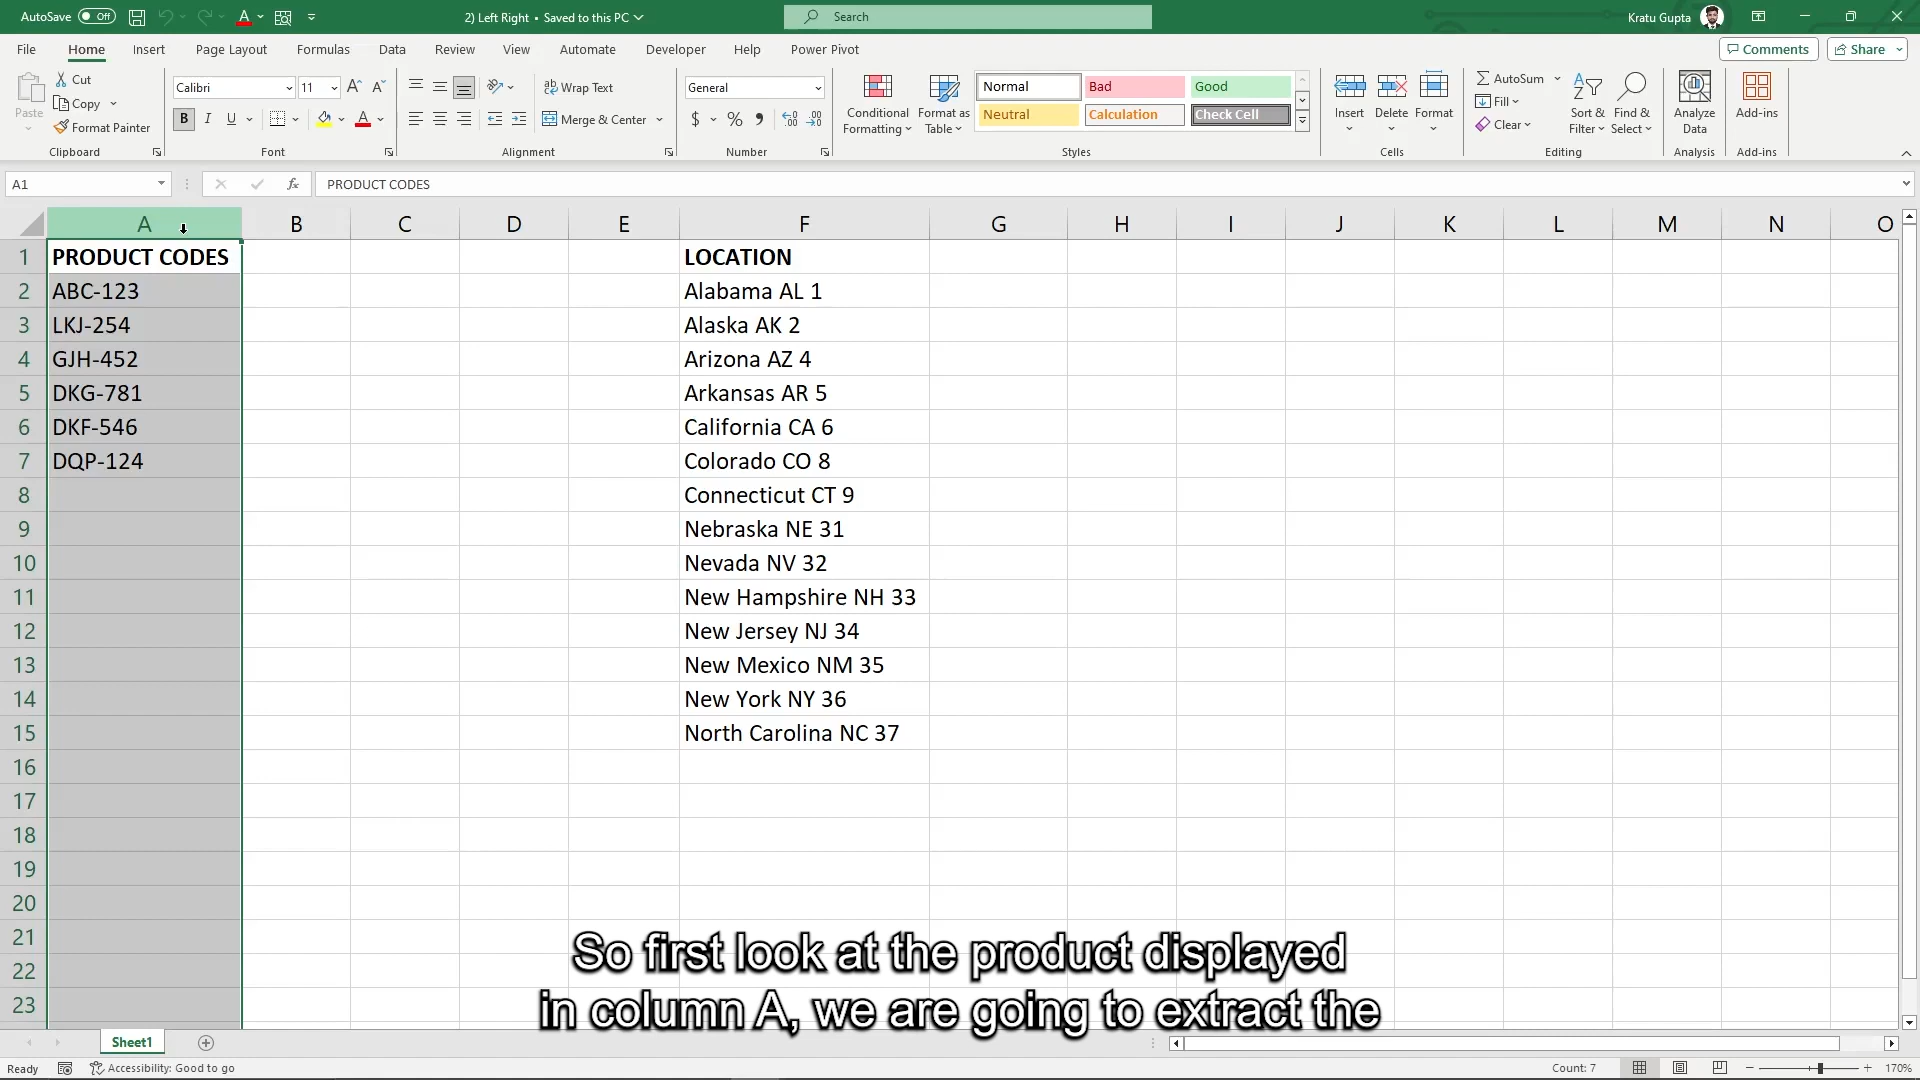 AutoSave Off 2) Left Right • Saved to this PC Search Kratu Gupta
File Home Insert Page Layout Formulas Data Review View Automate Developer Help Power Pivot Comments Share
Paste
Cut
Copy
Format Painter
Clipboard
Calibri 11
B I U
Font
Wrap Text
Merge & Center
Alignment
General
$ % 9
Number
Conditional Formatting
Format as Table
Normal Bad Good
Neutral Calculation Check Cell
Styles
Insert Delete Format
Cells
AutoSum
Fill
Clear
Sort & Filter
Find & Select
Editing
Analyze Data
Analysis
Add-ins
Add-ins
A1 fx PRODUCT CODES
A B C D E F G H I J K L M N O
1 PRODUCT CODES LOCATION
2 ABC-123 Alabama AL 1
3 LKJ-254 Alaska AK 2
4 GJH-452 Arizona AZ 4
5 DKG-781 Arkansas AR 5
6 DKF-546 California CA 6
7 DQP-124 Colorado CO 8
8 Connecticut CT 9
9 Nebraska NE 31
10 Nevada NV 32
11 New Hampshire NH 33
12 New Jersey NJ 34
13 New Mexico NM 35
14 New York NY 36
15 North Carolina NC 37
16
17
18
19
20
21
22
23
So first look at the product displayed
in column A, we are going to extract the
Sheet1
Ready Accessibility: Good to go Count: 7 170%